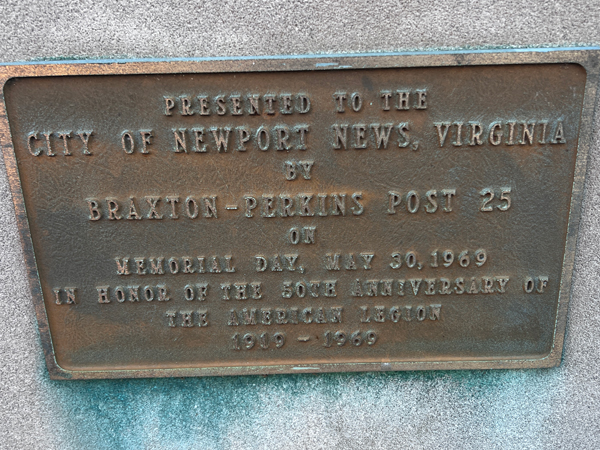 PRESENTED TO THE
CITY OF NEWPORT NEWS, VIRGINIA
BY
BRAXTON-PERKINS POST 25
ON
MEMORIAL DAY, MAY 30, 1969
IN HONOR OF THE 50TH ANNIVERSARY OF
THE AMERICAN LEGION
1919 - 1969